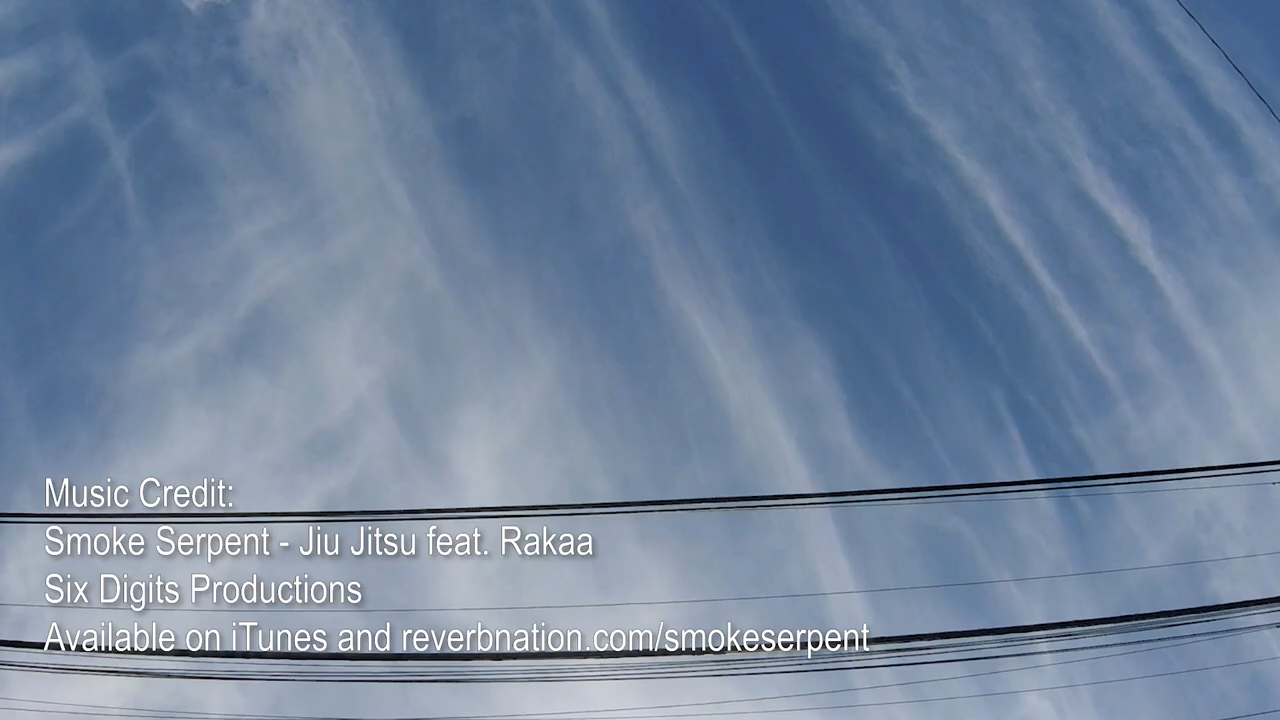 Music Credit:
Smoke Serpent - Jiu Jitsu feat. Rakaa
Six Digits Productions
Available on iTunes and reverbnation.com/smokeserpent